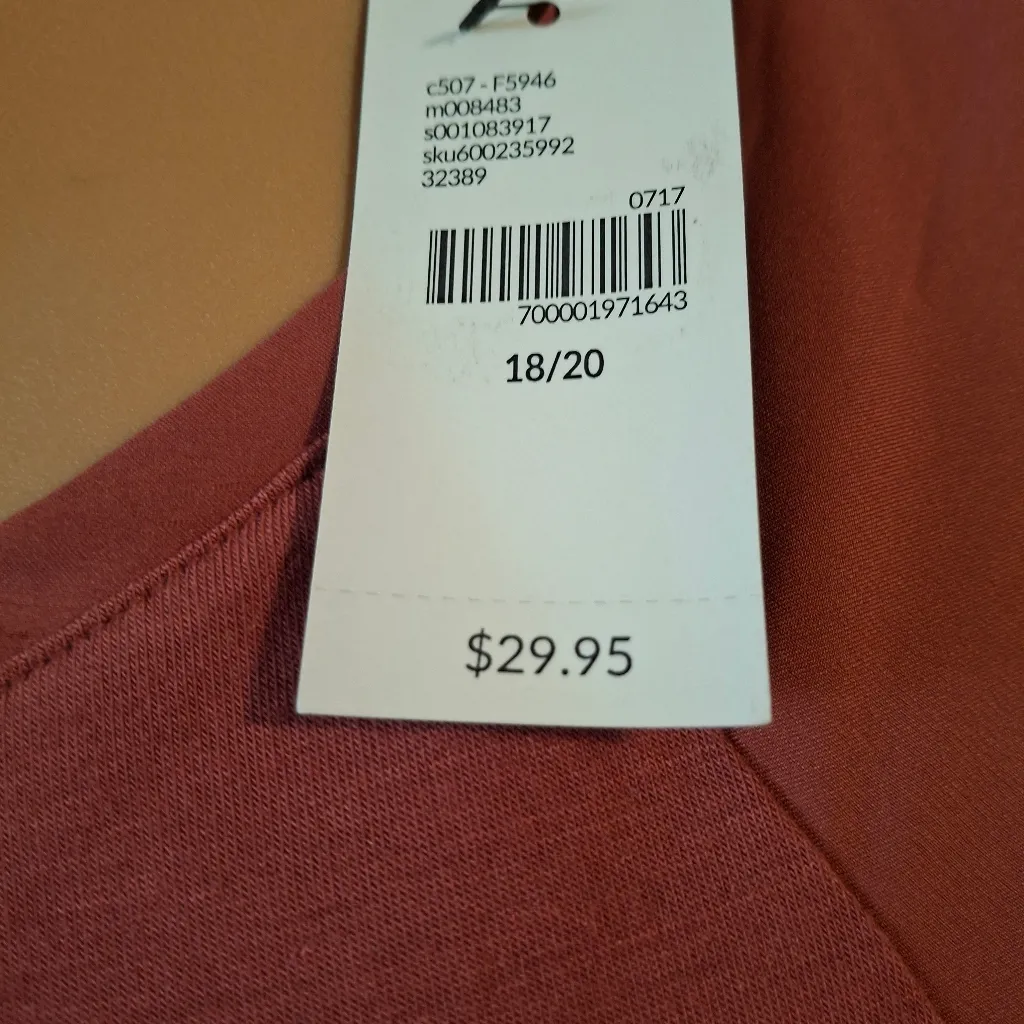 c507 - F5946
m008483
s001083917
sku600235992
32389
0717
700001971643
18/20
$29.95